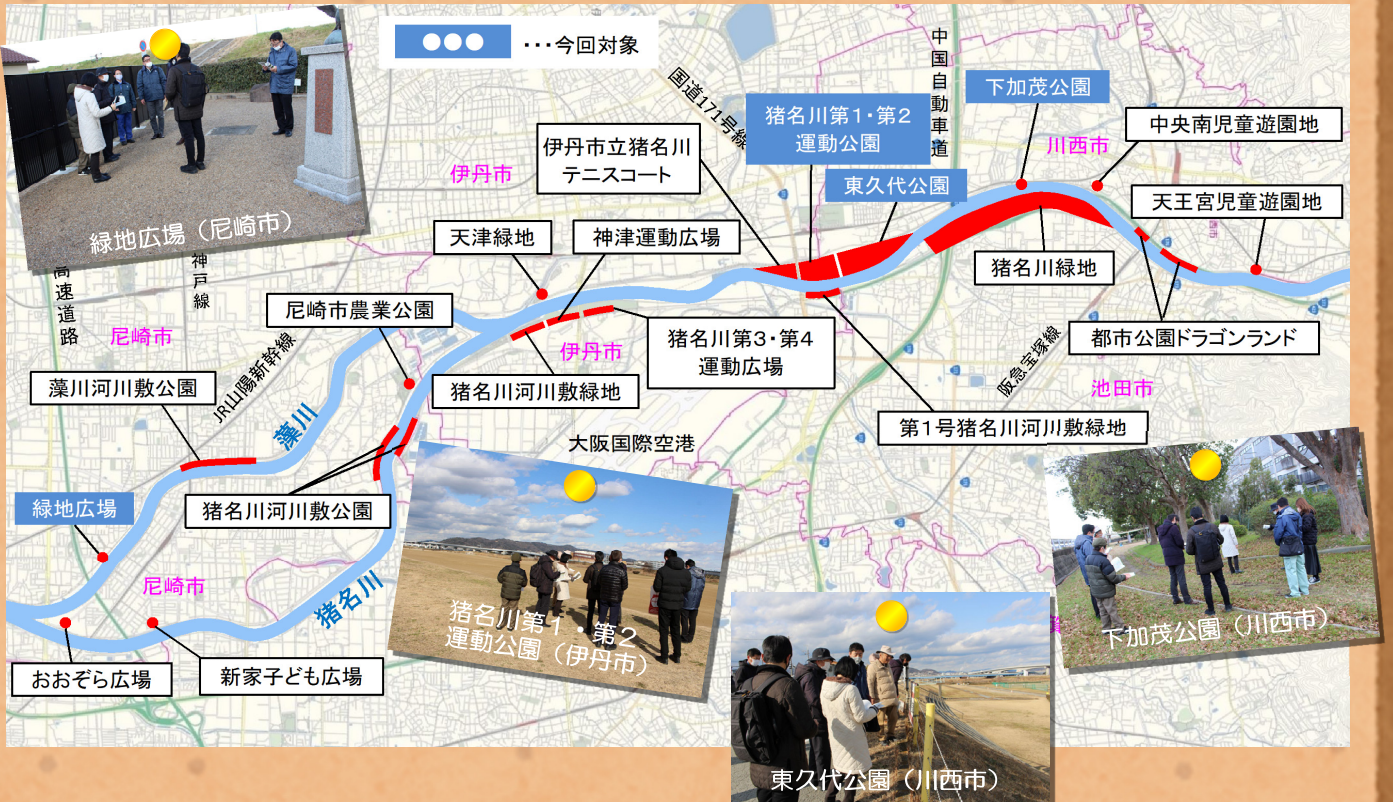 ●●●
…今回対象
緑地広場（尼崎市）
高速道路
神戸線
国道171号線
中国自動車道
猪名川第1・第2
運動公園
下加茂公園
中央南児童遊園地
川西市
伊丹市立猪名川
テニスコート
伊丹市
東久代公園
天王宮児童遊園地
天津緑地
神津運動広場
猪名川緑地
尼崎市農業公園
尼崎市
JR山陽新幹線
伊丹市
猪名川第3・第4
運動広場
都市公園ドラゴンランド
阪急宝塚線
池田市
藻川河川敷公園
猪名川河川敷緑地
第1号猪名川河川敷緑地
藻川
大阪国際空港
緑地広場
猪名川河川敷公園
尼崎市
猪名川
おおぞら広場
新家子ども広場
猪名川第１・第２
運動公園（伊丹市）
下加茂公園（川西市）
東久代公園（川西市）